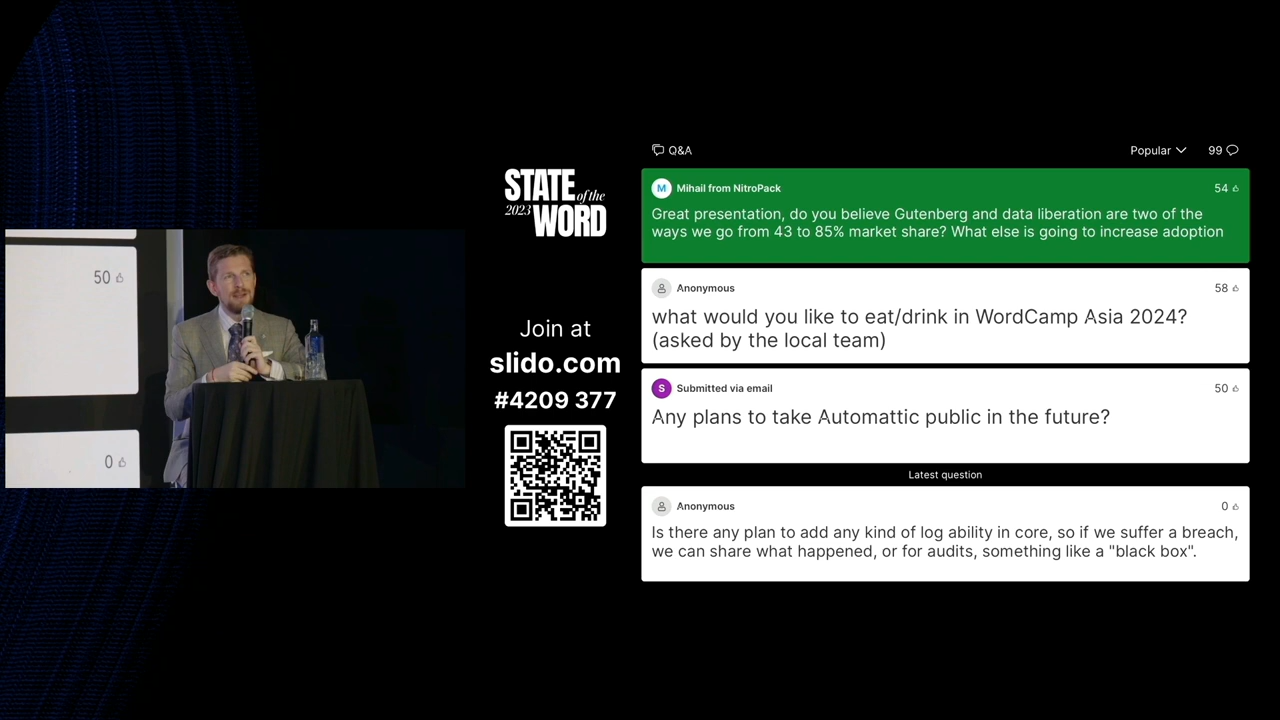 50
0
STATE of the
2023 WORD
Join at
slido.com
#4209 377
Q&A
Popular
99
M
Mihail from NitroPack
54
Great presentation, do you believe Gutenberg and data liberation are two of the
ways we go from 43 to 85% market share? What else is going to increase adoption
Anonymous
58
what would you like to eat/drink in WordCamp Asia 2024?
(asked by the local team)
S
Submitted via email
50
Any plans to take Automattic public in the future?
Latest question
Anonymous
0
Is there any plan to add any kind of log ability in core, so if we suffer a breach,
we can share what happened, or for audits, something like a "black box".